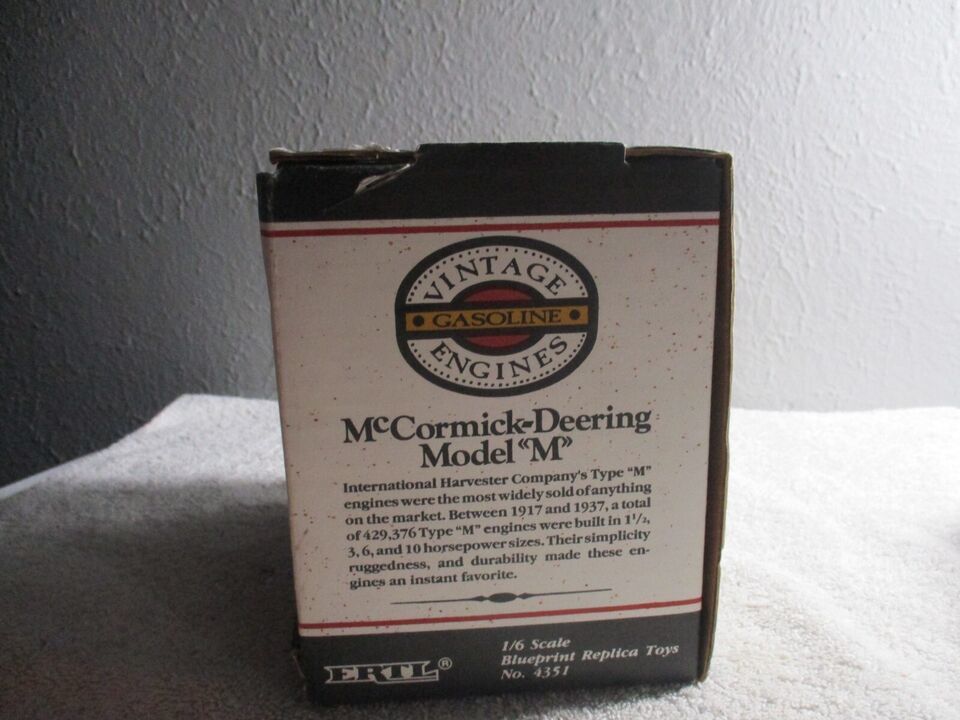 VINTAGE
GASOLINE
ENGINES
McCormick-Deering
Model “M”
International Harvester Company's Type “M”
engines were the most widely sold of anything
on the market. Between 1917 and 1937, a total
of 429,376 Type “M” engines were built in 1 1/2,
3, 6, and 10 horsepower sizes. Their simplicity
ruggedness, and durability made these en-
gines an instant favorite.
1/6 Scale
Blueprint Replica Toys
No. 4351
ERTL®